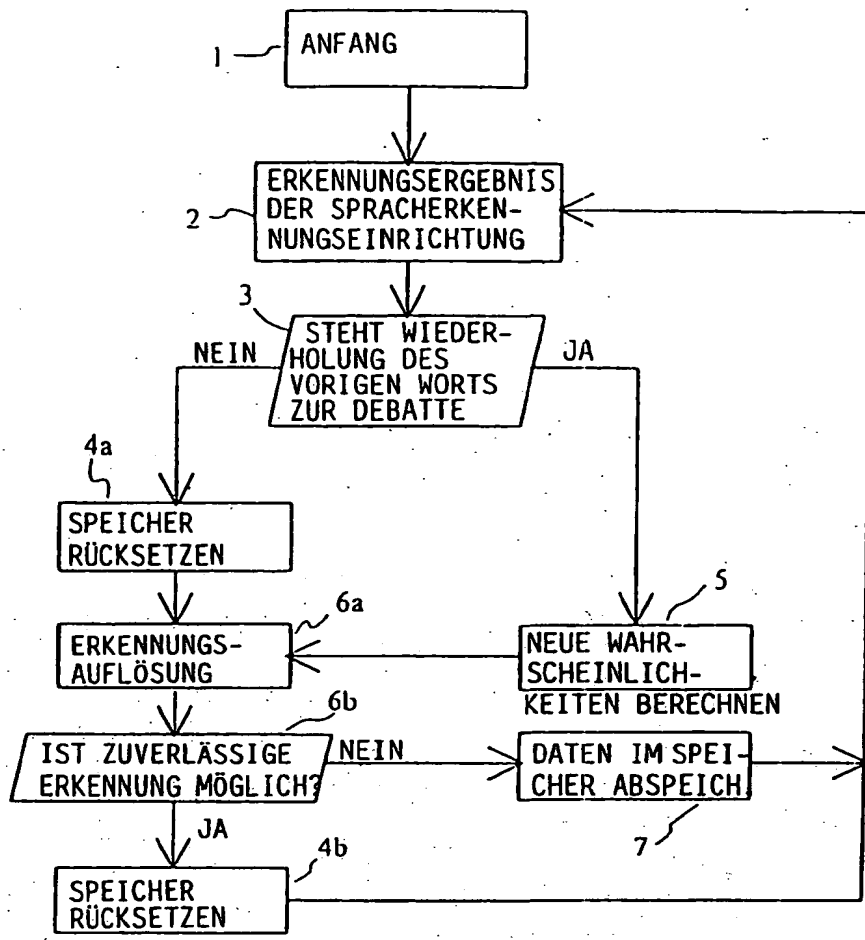 1
ANFANG
2
ERKENNUNGSERGEBNIS
DER SPRACHERKEN-
NUNGSEINRICHTUNG
3
STEHT WIEDER-
HOLUNG DES
VORIGEN WORTS
ZUR DEBATTE
NEIN
JA
4a
SPEICHER
RÜCKSETZEN
5
NEUE WAHR-
SCHEINLICH-
KEITEN BERECHNEN
6a
ERKENNUNGS-
AUFLÖSUNG
6b
IST ZUVERLÄSSIGE
ERKENNUNG MÖGLICH?
NEIN
DATEN IM SPEI-
CHER ABSPEICH
7
JA
4b
SPEICHER
RÜCKSETZEN